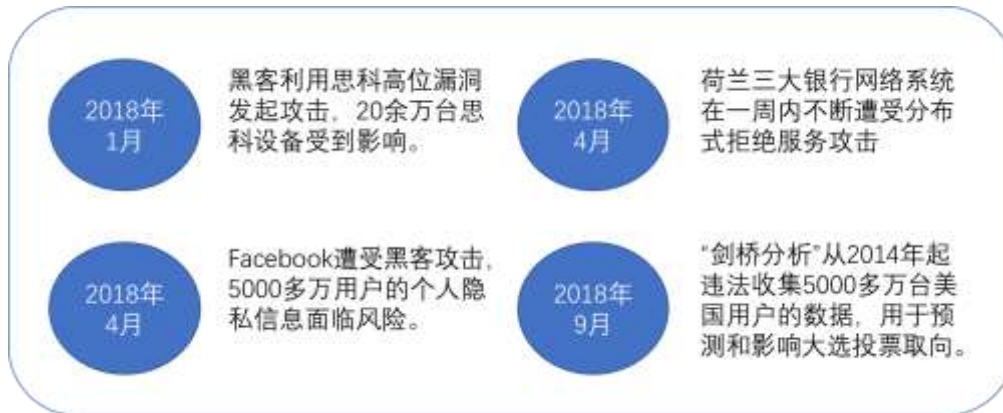 2018年
1月
黑客利用思科高位漏洞
发起攻击，20余万台思
科设备受到影响。
2018年
4月
荷兰三大银行网络系统
在一周内不断遭受分布
式拒绝服务攻击
2018年
4月
Facebook遭受黑客攻击，
5000多万用户的个人隐
私信息面临风险。
2018年
9月
“剑桥分析”从2014年起
违法收集5000多万台美
国用户的数据，用于预
测和影响大选投票取向。